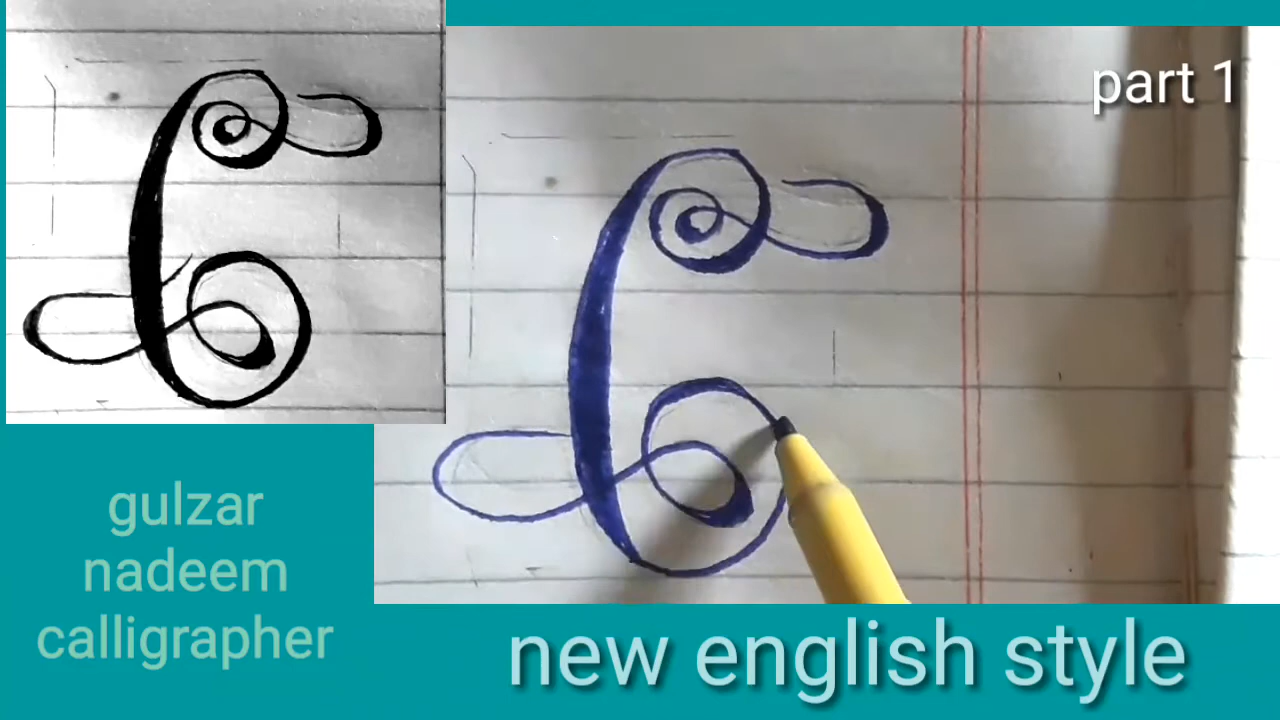 part 1
C
C
gulzar
nadeem
calligrapher
new english style